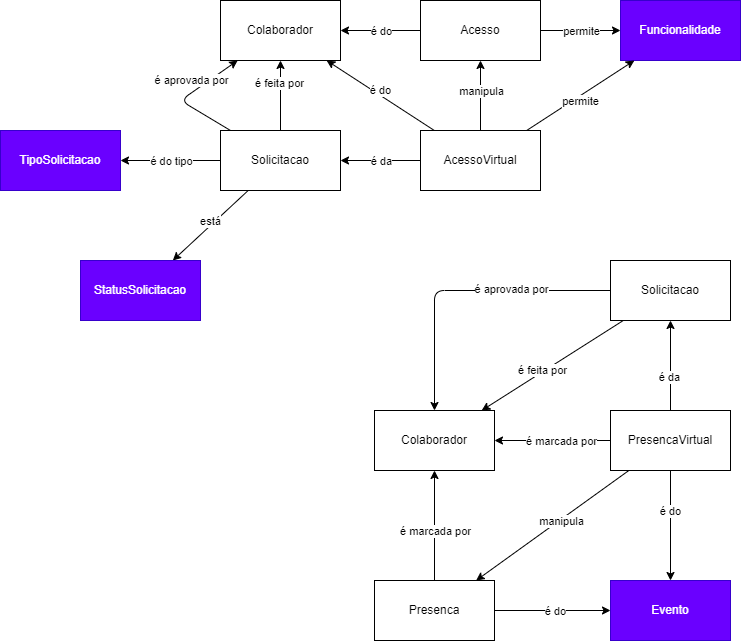 Colaborador
é do
Acesso
permite
Funcionalidade
é aprovada por
é feita por
é do
manipula
permite
TipoSolicitacao
é do tipo
Solicitacao
é da
AcessoVirtual
está
StatusSolicitacao
é aprovada por
Solicitacao
é feita por
é da
Colaborador
é marcada por
PresencaVirtual
é marcada por
manipula
é do
Presenca
é do
Evento